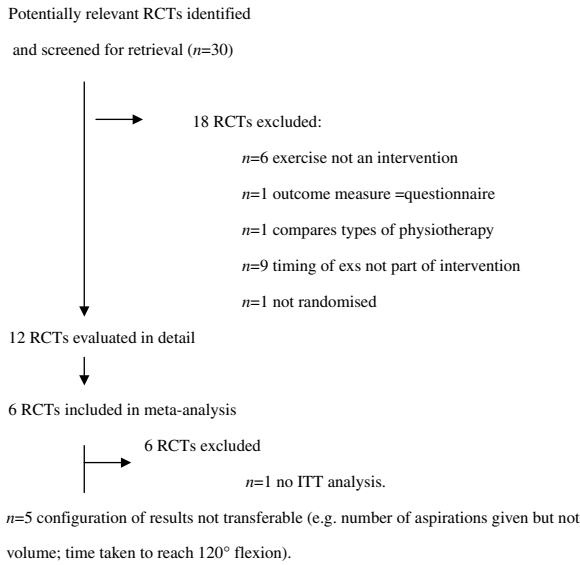 Potentially relevant RCTs identified
and screened for retrieval (n=30)
18 RCTs excluded:
n=6 exercise not an intervention
n=1 outcome measure =questionnaire
n=1 compares types of physiotherapy
n=9 timing of exs not part of intervention
n=1 not randomised
12 RCTs evaluated in detail
6 RCTs included in meta-analysis
6 RCTs excluded
n=1 no ITT analysis.
n=5 configuration of results not transferable (e.g. number of aspirations given but not
volume; time taken to reach 120° flexion).